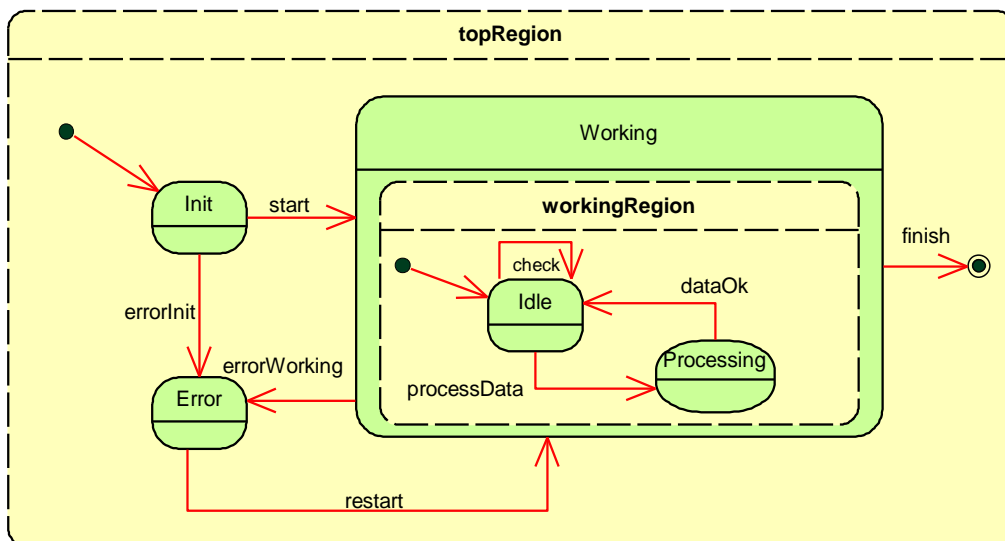 topRegion
Working
Init
start
workingRegion
finish
check
dataOk
Idle
errorInit
Processing
errorWorking
processData
Error
restart